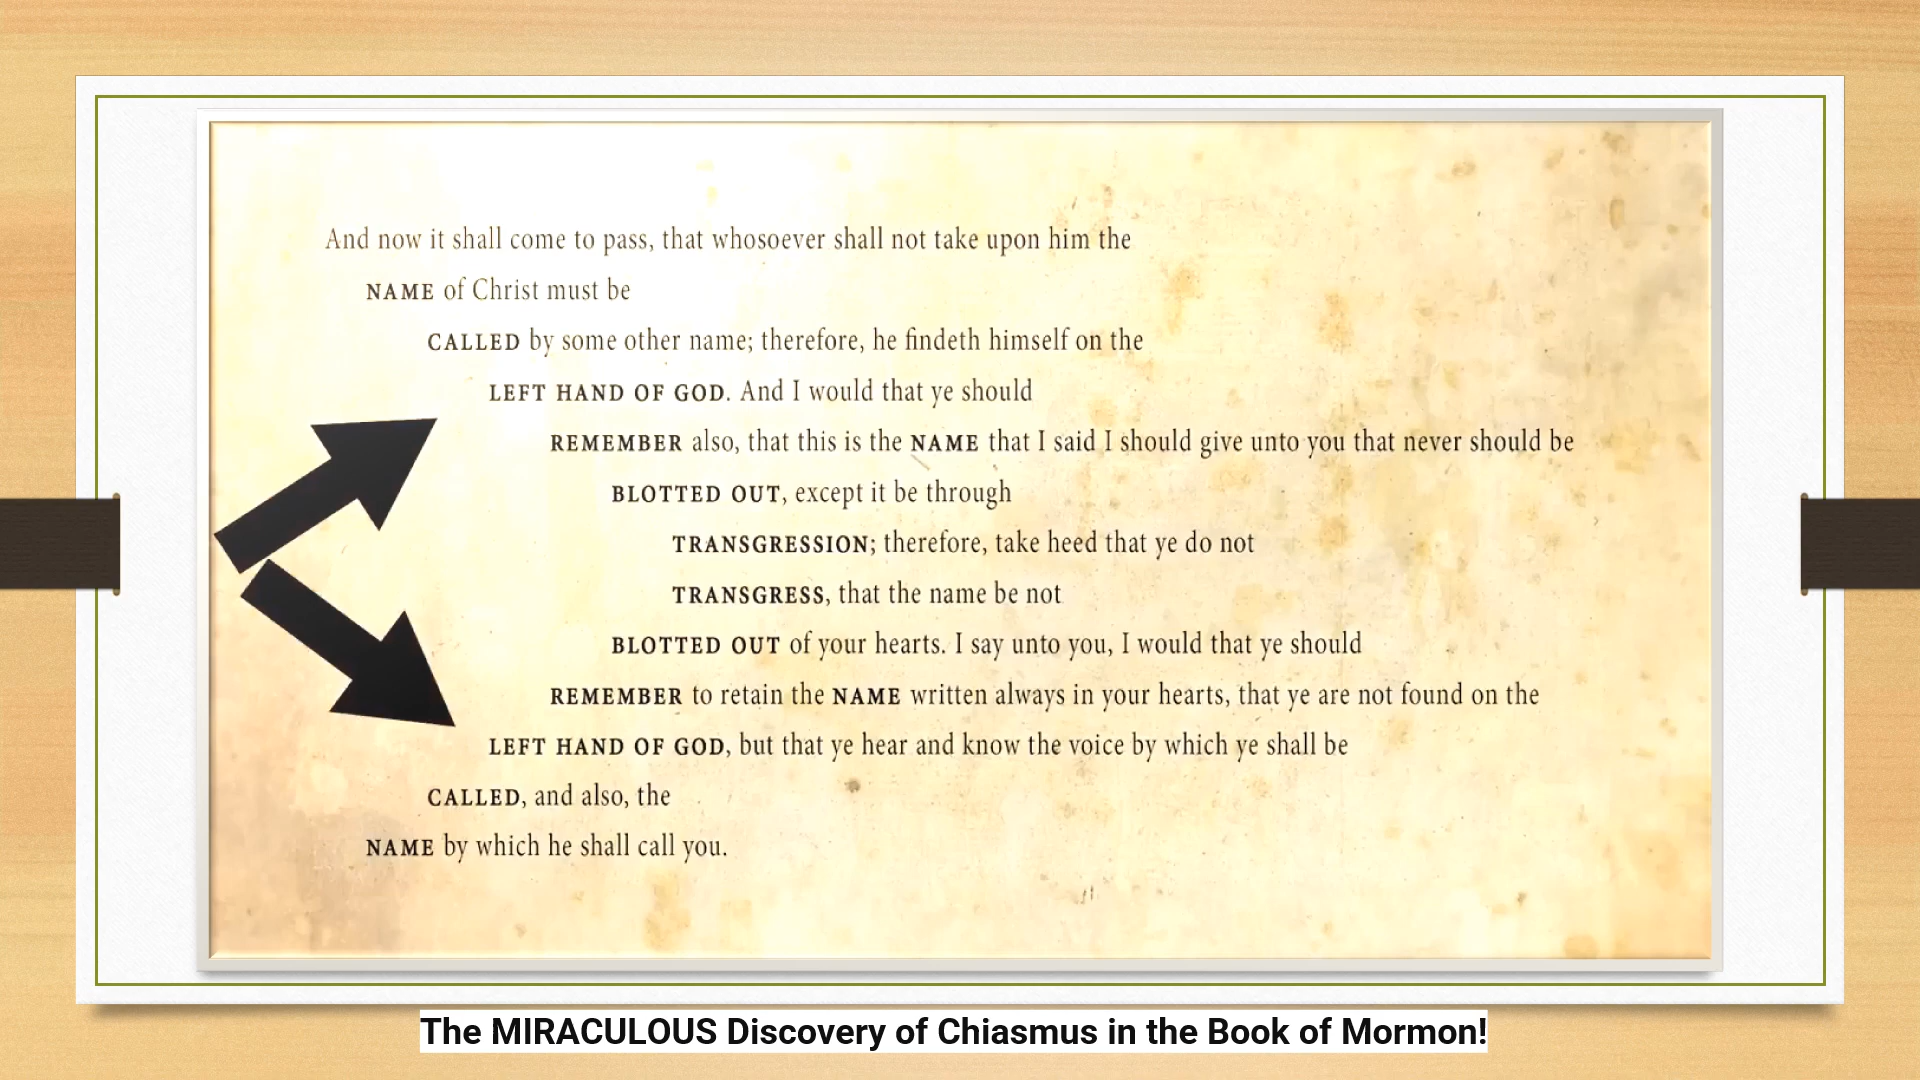 And now it shall come to pass, that whosoever shall not take upon him the
NAME of Christ must be
CALLED by some other name; therefore, he findeth himself on the
LEFT HAND OF GOD. And I would that ye should
REMEMBER also, that this is the NAME that I said I should give unto you that never should be
BLOTTED OUT, except it be through
TRANSGRESSION; therefore, take heed that ye do not
TRANSGRESS, that the name be not
BLOTTED OUT of your hearts. I say unto you, I would that ye should
REMEMBER to retain the NAME written always in your hearts, that ye are not found on the
LEFT HAND OF GOD, but that ye hear and know the voice by which ye shall be
CALLED, and also, the
NAME by which he shall call you.
The MIRACULOUS Discovery of Chiasmus in the Book of Mormon!